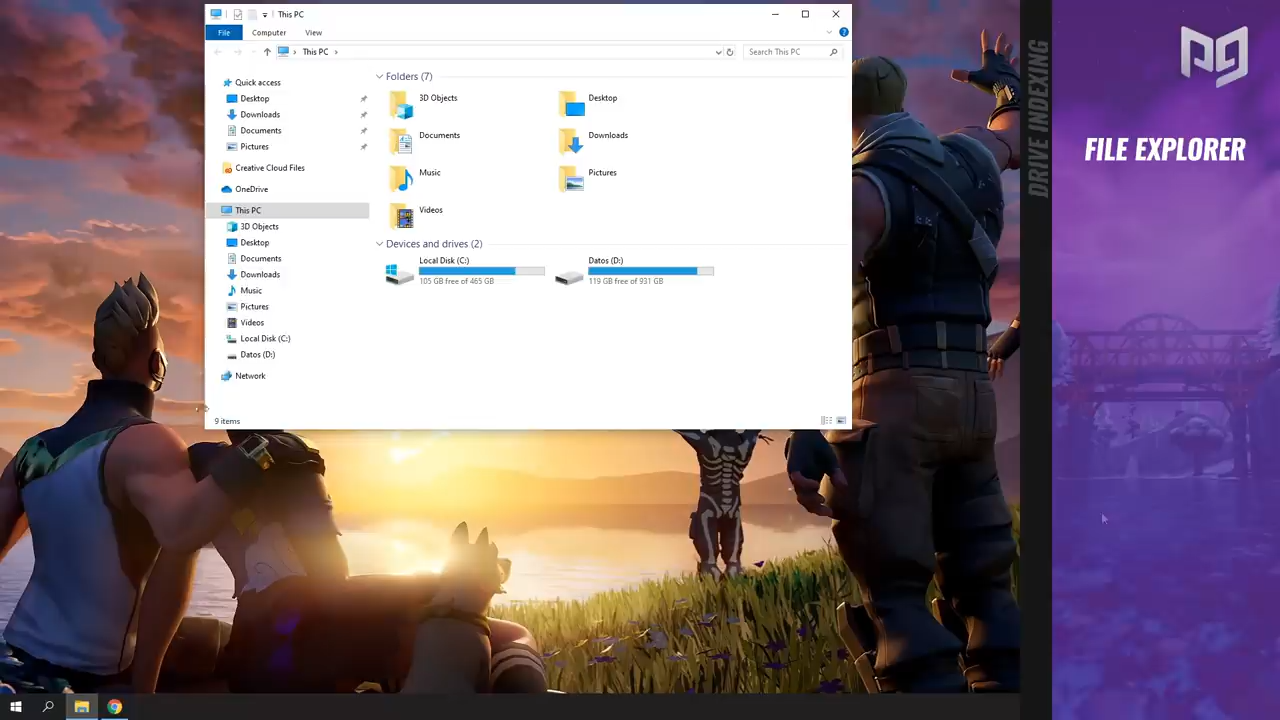 This PC
File
Computer
View
This PC
Search This PC
Quick access
Desktop
Downloads
Documents
Pictures
Creative Cloud Files
OneDrive
This PC
3D Objects
Desktop
Documents
Downloads
Music
Pictures
Videos
Local Disk (C:)
Datos (D:)
Network
Folders (7)
3D Objects
Desktop
Documents
Downloads
Music
Pictures
Videos
Devices and drives (2)
Local Disk (C:)
105 GB free of 465 GB
Datos (D:)
119 GB free of 931 GB
9 items
DRIVE INDEXING
PG
FILE EXPLORER